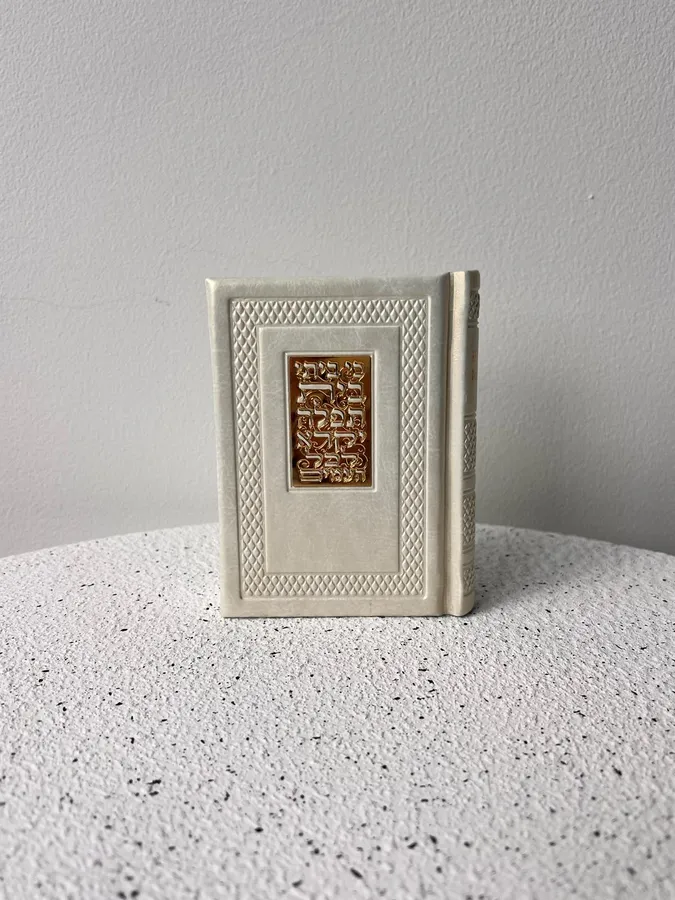 כי ביתי
בית
תפלה
יקרא
לכל
העמים